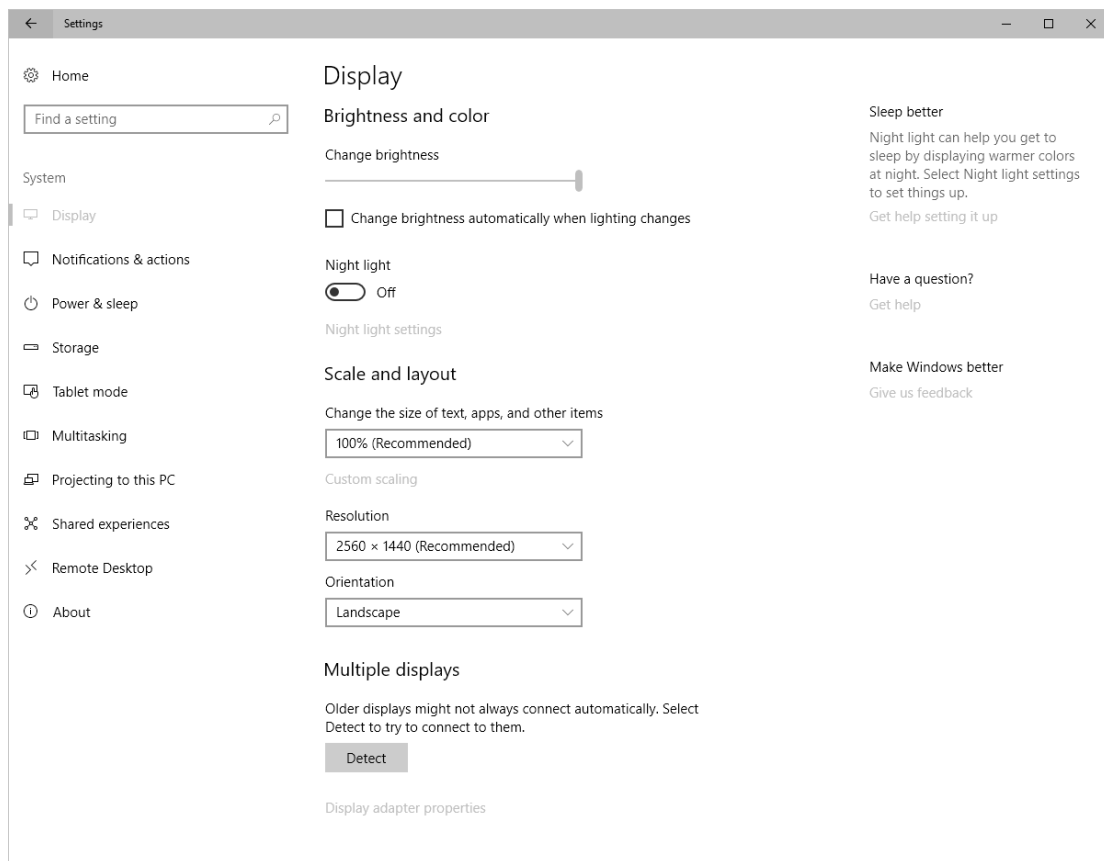 Settings
Home
Find a setting
System
Display
Notifications & actions
Power & sleep
Storage
Tablet mode
Multitasking
Projecting to this PC
Shared experiences
Remote Desktop
About
Display
Brightness and color
Change brightness
Change brightness automatically when lighting changes
Night light
Off
Night light settings
Scale and layout
Change the size of text, apps, and other items
100% (Recommended)
Custom scaling
Resolution
2560 × 1440 (Recommended)
Orientation
Landscape
Multiple displays
Older displays might not always connect automatically. Select
Detect to try to connect to them.
Detect
Display adapter properties
Sleep better
Night light can help you get to
sleep by displaying warmer colors
at night. Select Night light settings
to set things up.
Get help setting it up
Have a question?
Get help
Make Windows better
Give us feedback